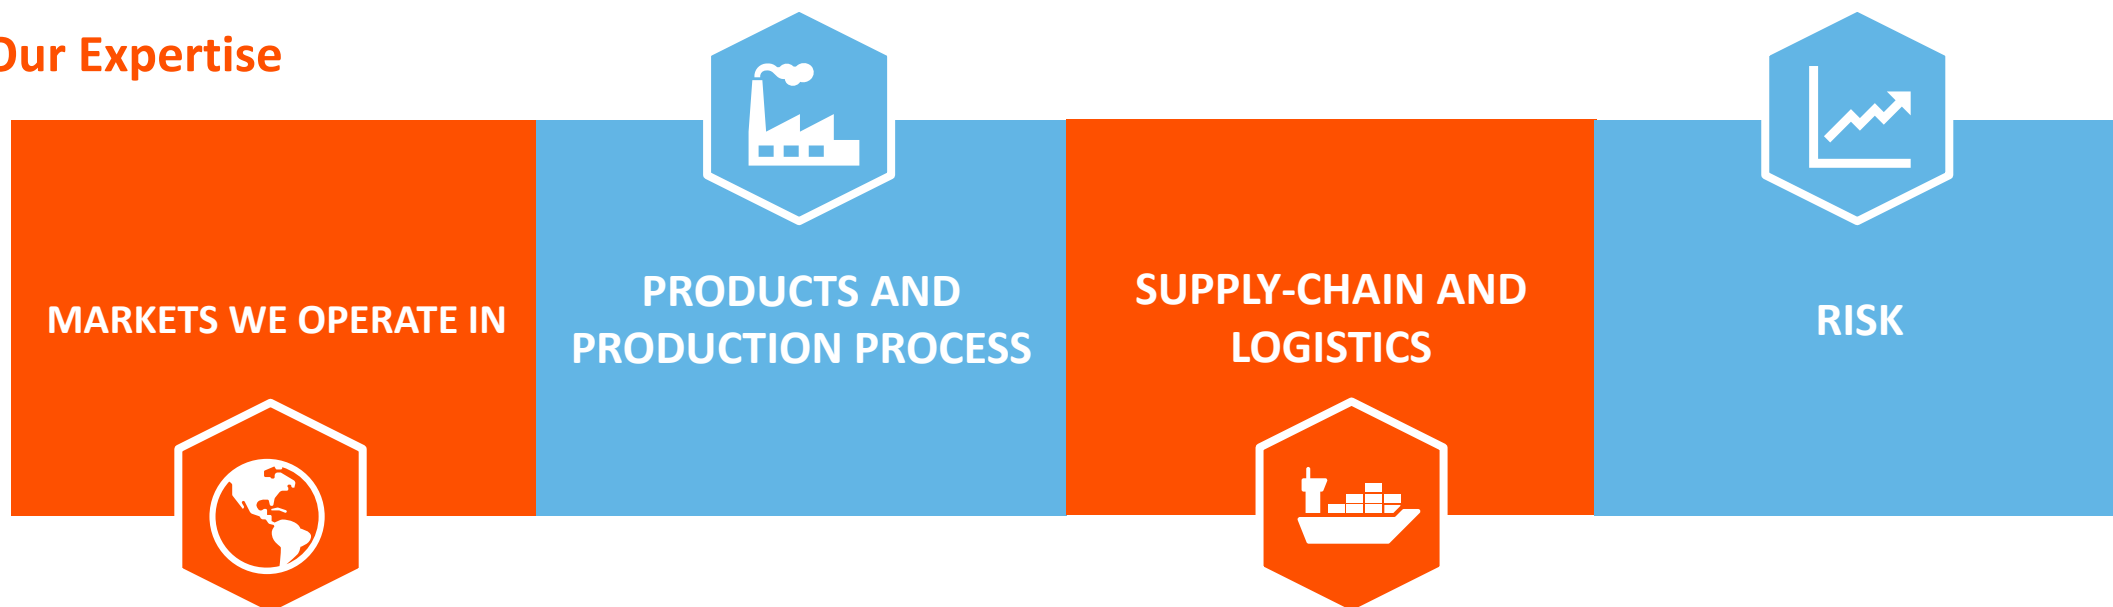 Our Expertise
MARKETS WE OPERATE IN
PRODUCTS AND
PRODUCTION PROCESS
SUPPLY-CHAIN AND
LOGISTICS
RISK